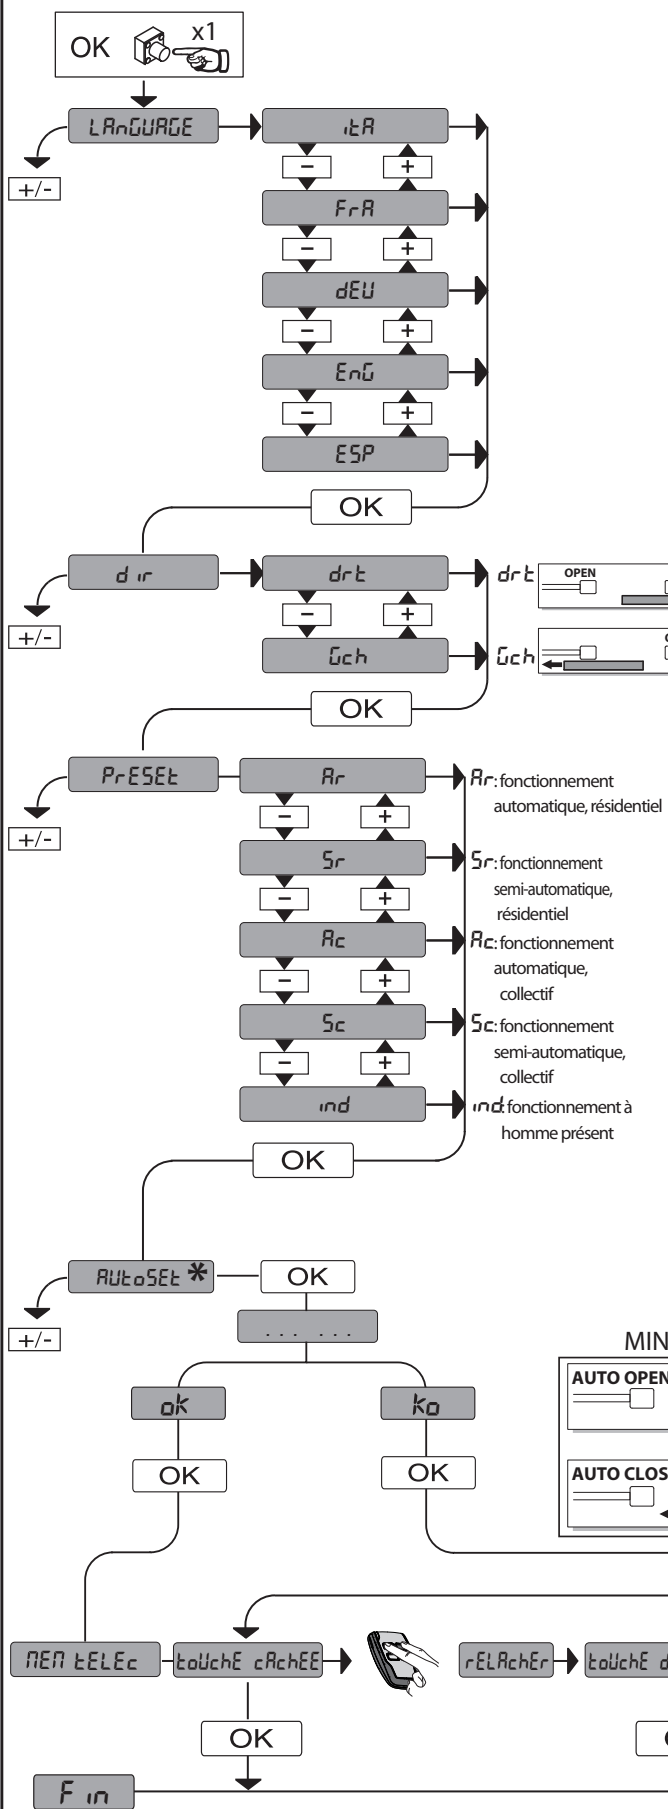 OK x1
LAnGUAGE
itA
+/-
- +
FrA
- +
dEU
- +
EnG
- +
ESP
OK
dir
drt
drt
OPEN
+/-
- +
Gch
Gch
OK
PrESEt
Ar
Ar: fonctionnement
automatique, résidentiel
+/-
- +
Sr
Sr: fonctionnement
semi-automatique,
résidentiel
- +
Ac
Ac: fonctionnement
automatique,
collectif
- +
Sc
Sc: fonctionnement
semi-automatique,
collectif
- +
ind
ind: fonctionnement à
homme présent
OK
AUtoSEt *
OK
+/-
... ...
MIN
AUTO OPEN
ok
ko
OK
OK
AUTO CLOS
MEM tELEc
toUchE cAchEE
rELAchEr
toUchE d
OK
Fin